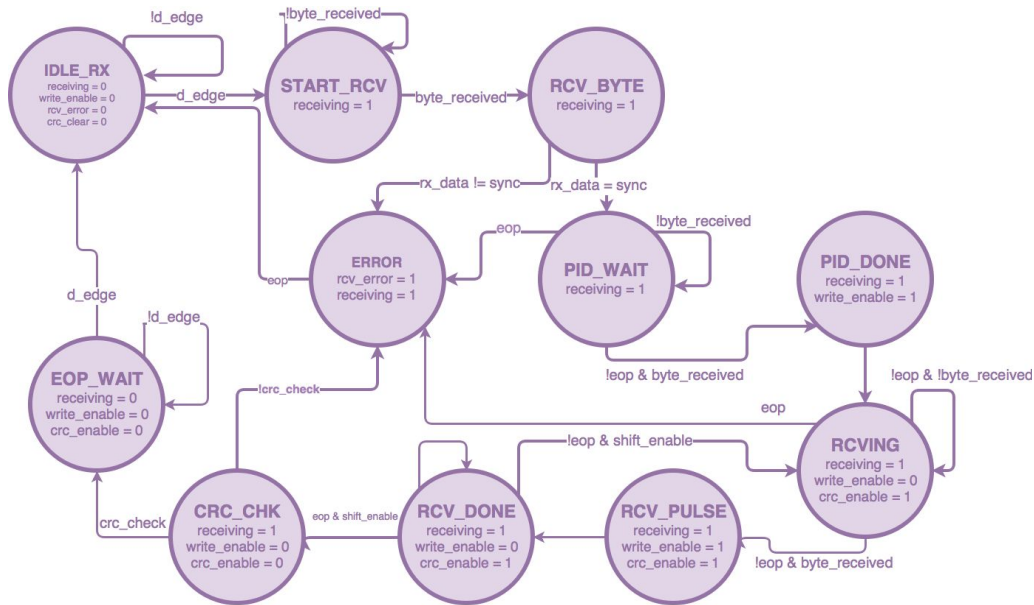 !d_edge
!byte_received
IDLE_RX
receiving = 0
write_enable = 0
rcv_error = 0
crc_clear = 0
d_edge
START_RCV
receiving = 1
byte_received
RCV_BYTE
receiving = 1
rx_data != sync
rx_data = sync
ERROR
rcv_error = 1
receiving = 1
eop
eop
PID_WAIT
receiving = 1
!byte_received
PID_DONE
receiving = 1
write_enable = 1
d_edge
!d_edge
EOP_WAIT
receiving = 0
write_enable = 0
crc_enable = 0
!crc_check
!eop & byte_received
!eop & !byte_received
eop
RCVING
receiving = 1
write_enable = 0
crc_enable = 1
!eop & shift_enable
crc_check
CRC_CHK
receiving = 1
write_enable = 0
crc_enable = 0
eop & shift_enable
RCV_DONE
receiving = 1
write_enable = 0
crc_enable = 1
RCV_PULSE
receiving = 1
write_enable = 1
crc_enable = 1
!eop & byte_received